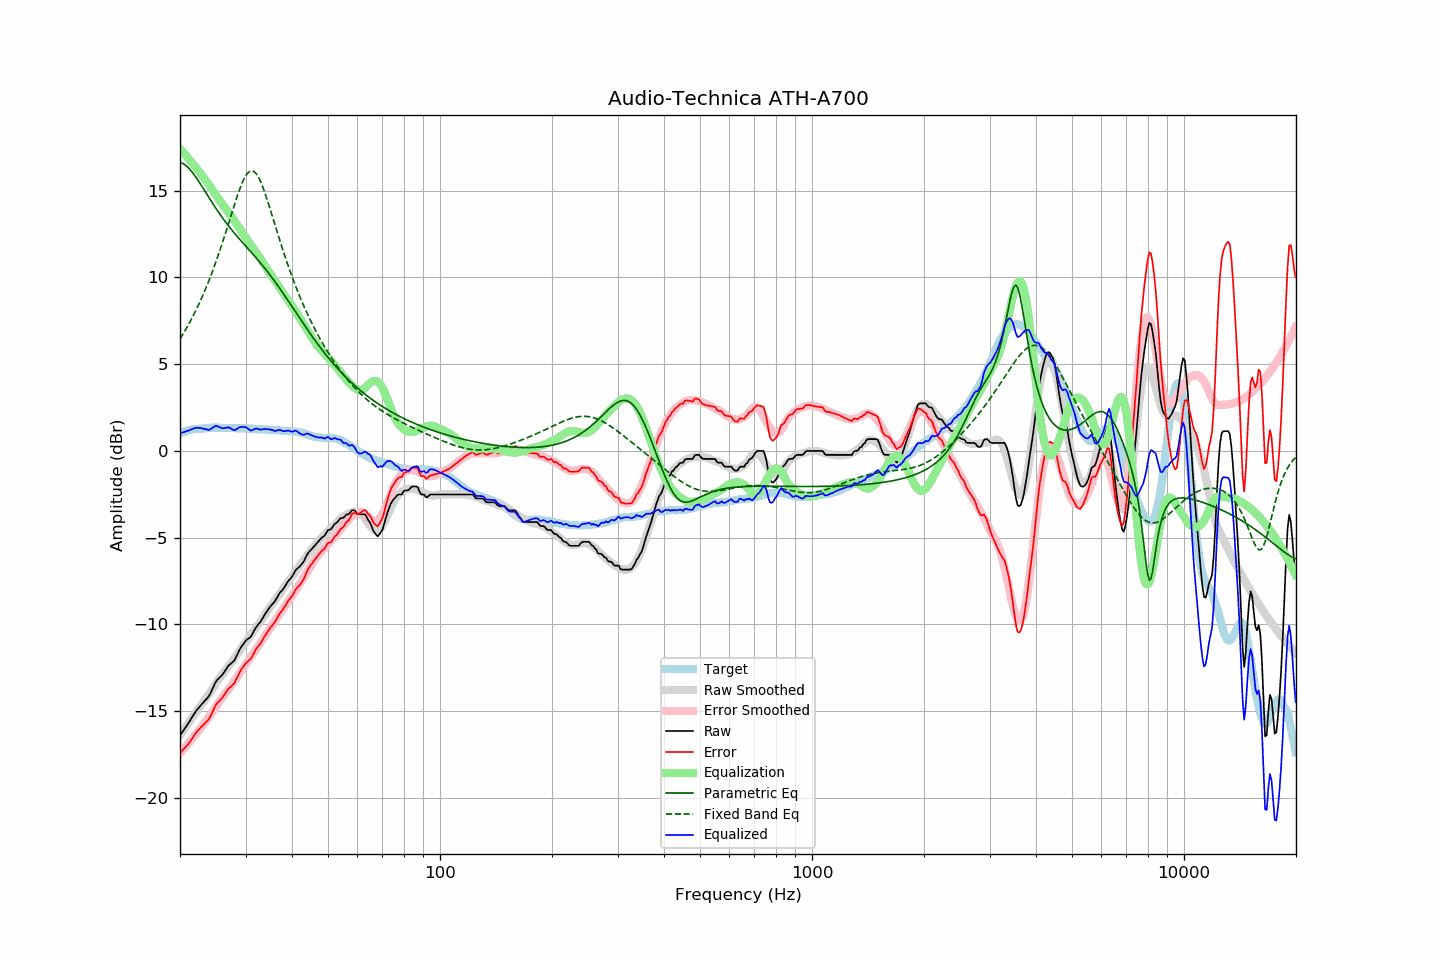 Audio-Technica ATH-A700
Amplitude (dBr)
15
10
5
0
−5
−10
−15
−20
Target
Raw Smoothed
Error Smoothed
Raw
Error
Equalization
Parametric Eq
Fixed Band Eq
Equalized
100
1000
10000
Frequency (Hz)